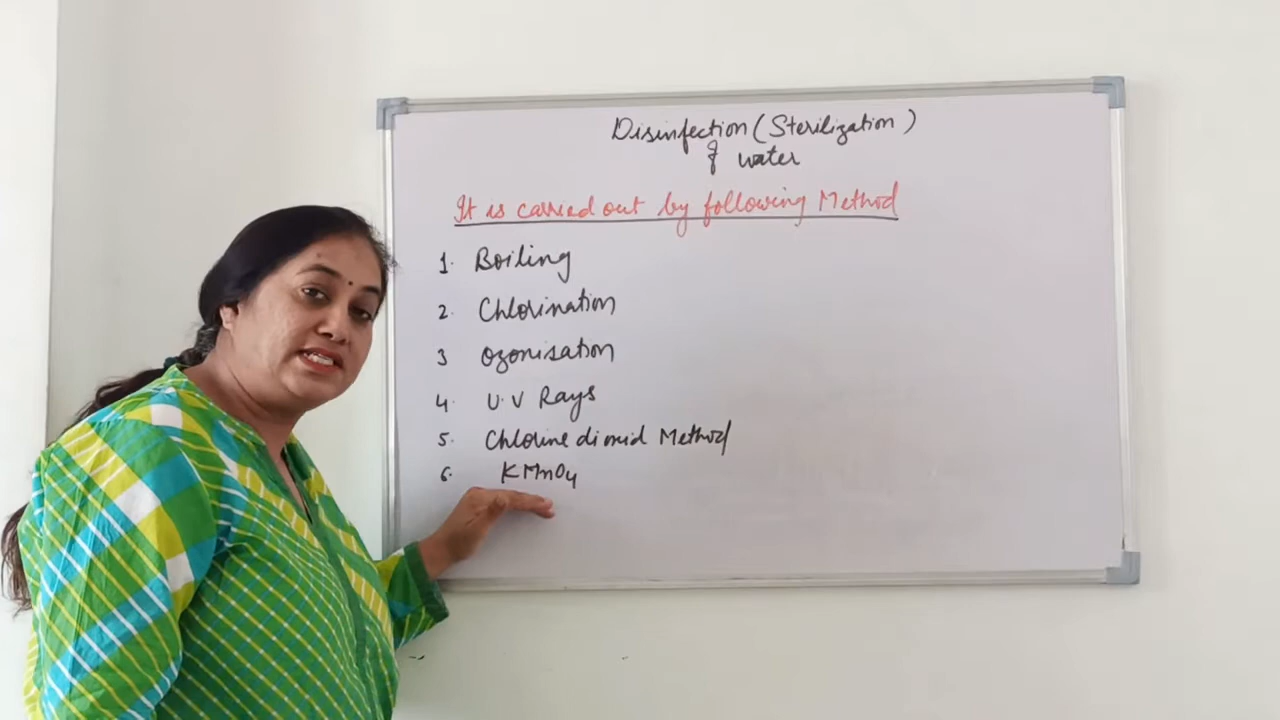 Disinfection (Sterilization)
of water
It is carried out by following Method
1. Boiling
2. Chlorination
3 Ozonisation
4 U.V Rays
5. Chlorine dioxid Method
6. KMnO4